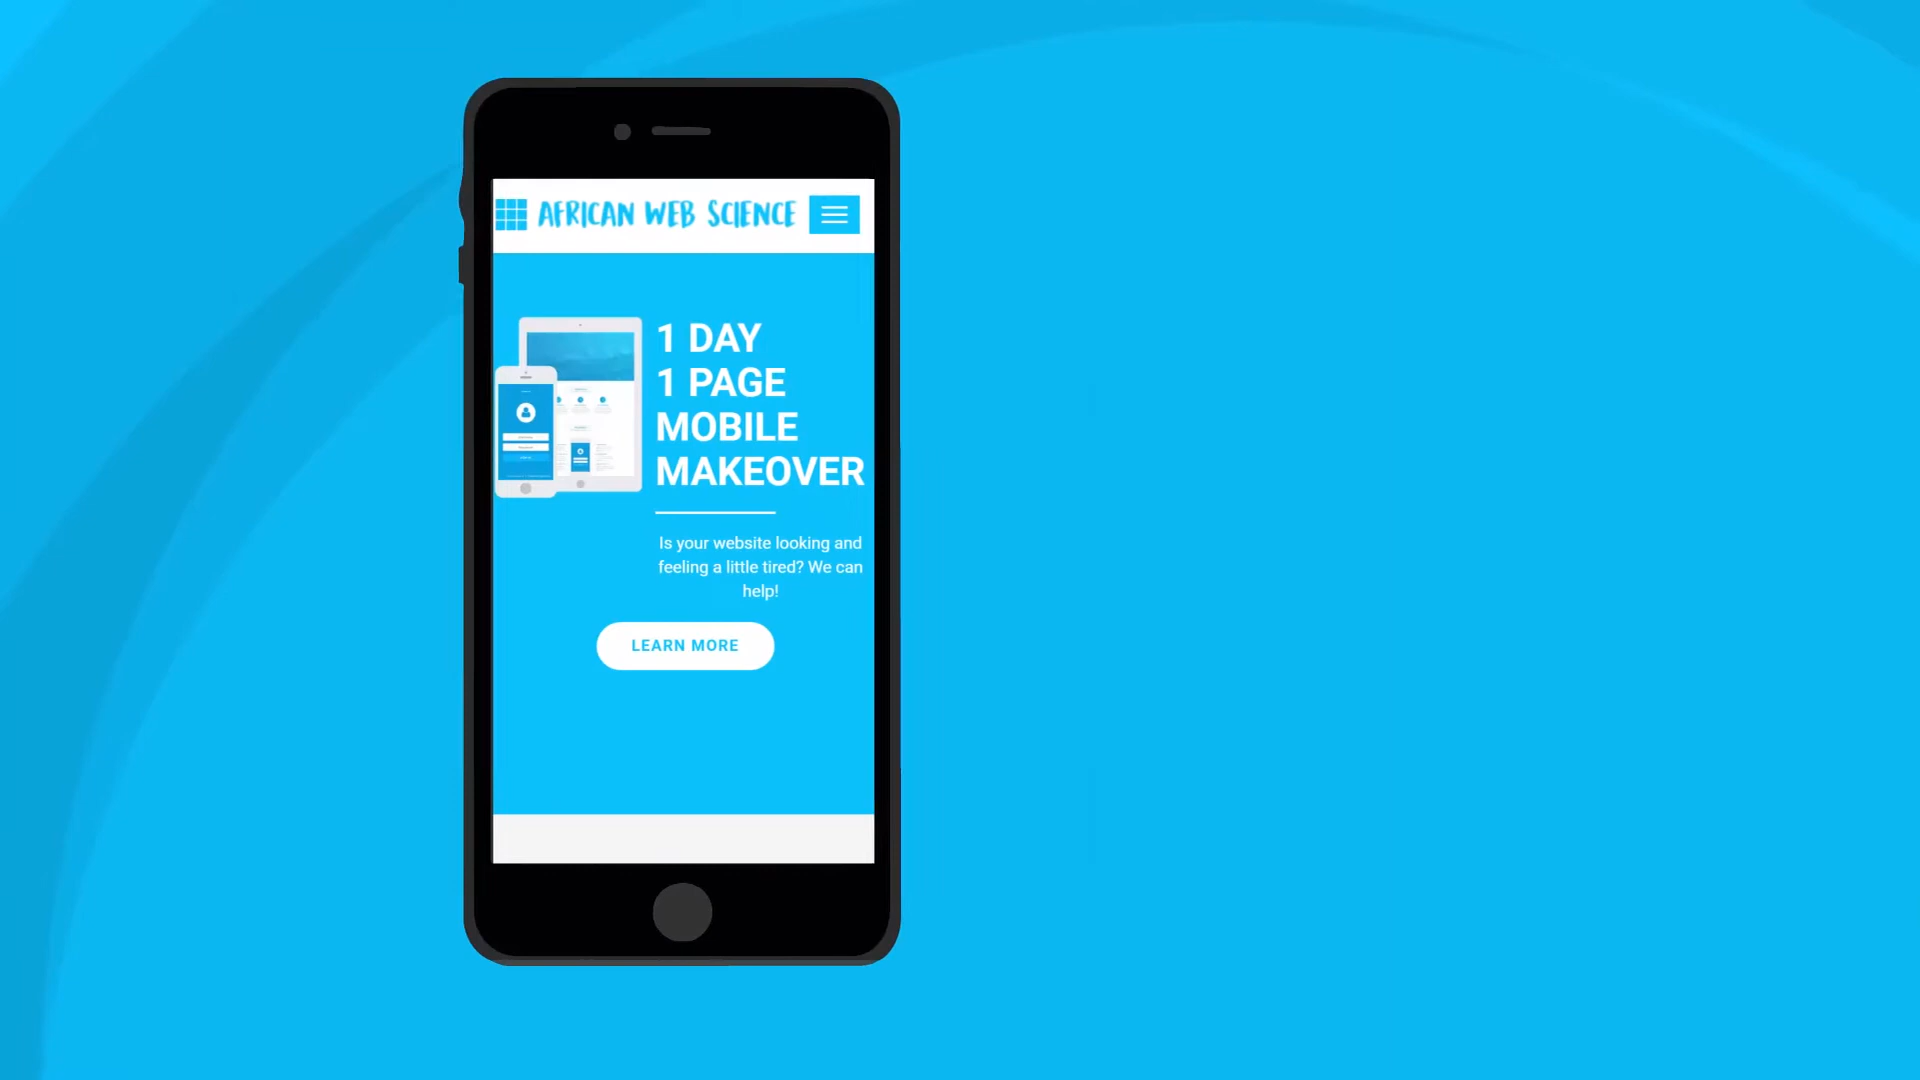 AFRICAN WEB SCIENCE
1 DAY
1 PAGE
MOBILE
MAKEOVER
Is your website looking and
feeling a little tired? We can
help!
LEARN MORE